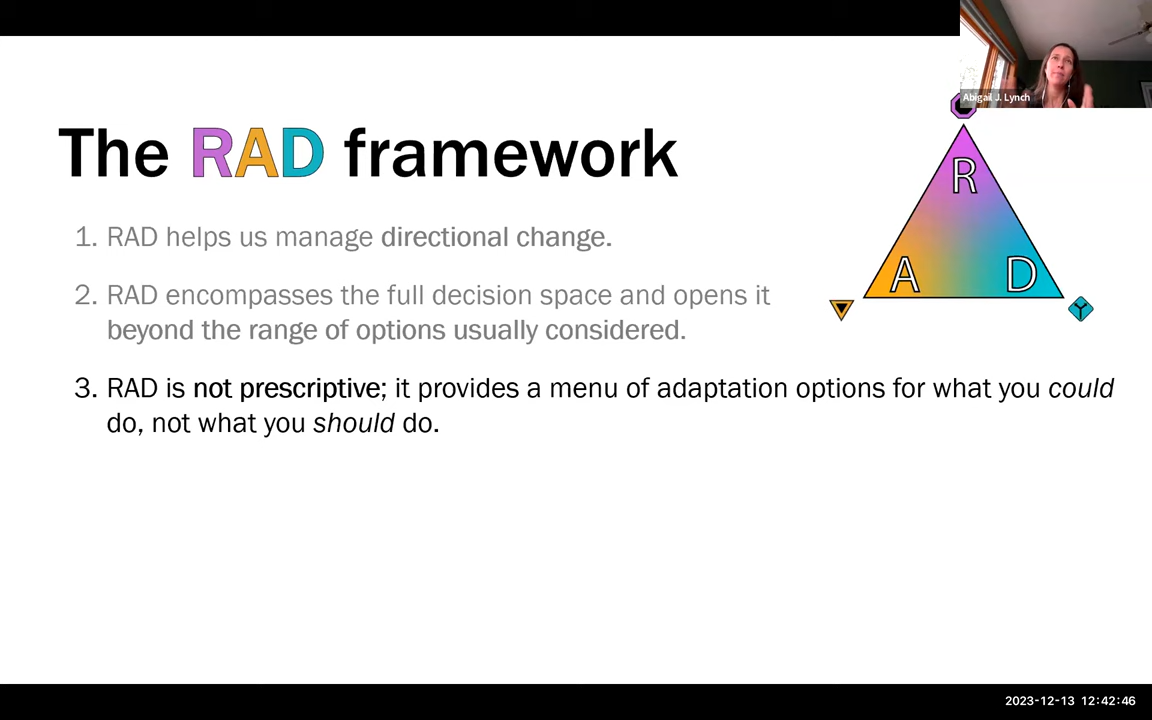 Abigail J. Lynch
The RAD framework
R
A
D
1. RAD helps us manage directional change.
2. RAD encompasses the full decision space and opens it
beyond the range of options usually considered.
3. RAD is not prescriptive; it provides a menu of adaptation options for what you could
do, not what you should do.
2023-12-13 12:42:46